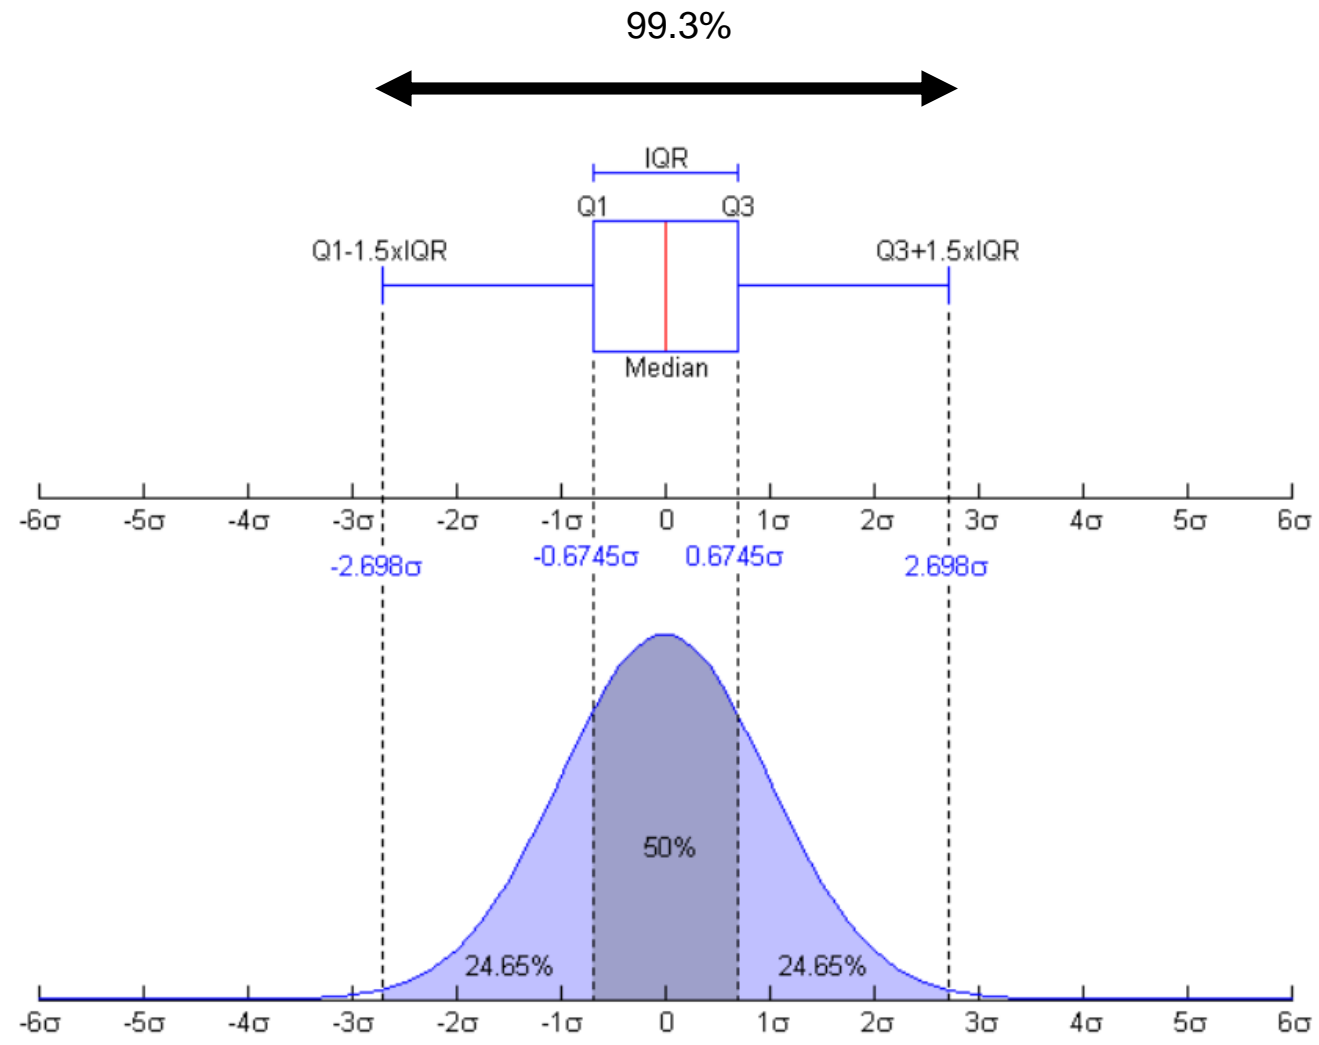 99.3%
IQR
Q1 Q3
Q1-1.5xIQR Q3+1.5xIQR
Median
-6σ -5σ -4σ -3σ -2σ -1σ 0 1σ 2σ 3σ 4σ 5σ 6σ
-2.698σ -0.6745σ 0.6745σ 2.698σ
50%
24.65% 24.65%
-6σ -5σ -4σ -3σ -2σ -1σ 0 1σ 2σ 3σ 4σ 5σ 6σ